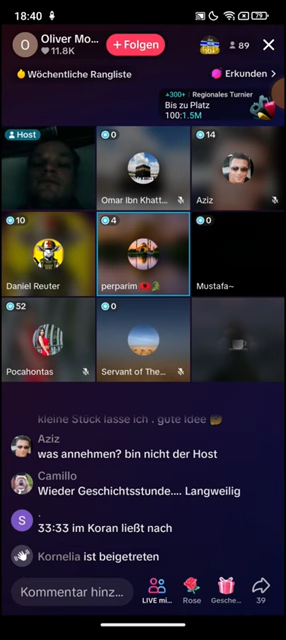 18:40
79
O
Oliver Mo...
11.8K
+ Folgen
89
Wöchentliche Rangliste
Erkunden >
+300↑ Regionales Turnier
Bis zu Platz
100:1.5M
Host
0
Omar Ibn Khatt...
14
Aziz
10
Daniel Reuter
4
perparim
0
Mustafa~
52
Pocahontas
0
Servant of The...
kleine Stück lasse ich . gute Idee
Aziz
was annehmen? bin nicht der Host
Camillo
Wieder Geschichtsstunde.... Langweilig
S
.
33:33 im Koran ließt nach
Kornelia ist beigetreten
Kommentar hinz...
LIVE mi...
Rose
Gesche...
39